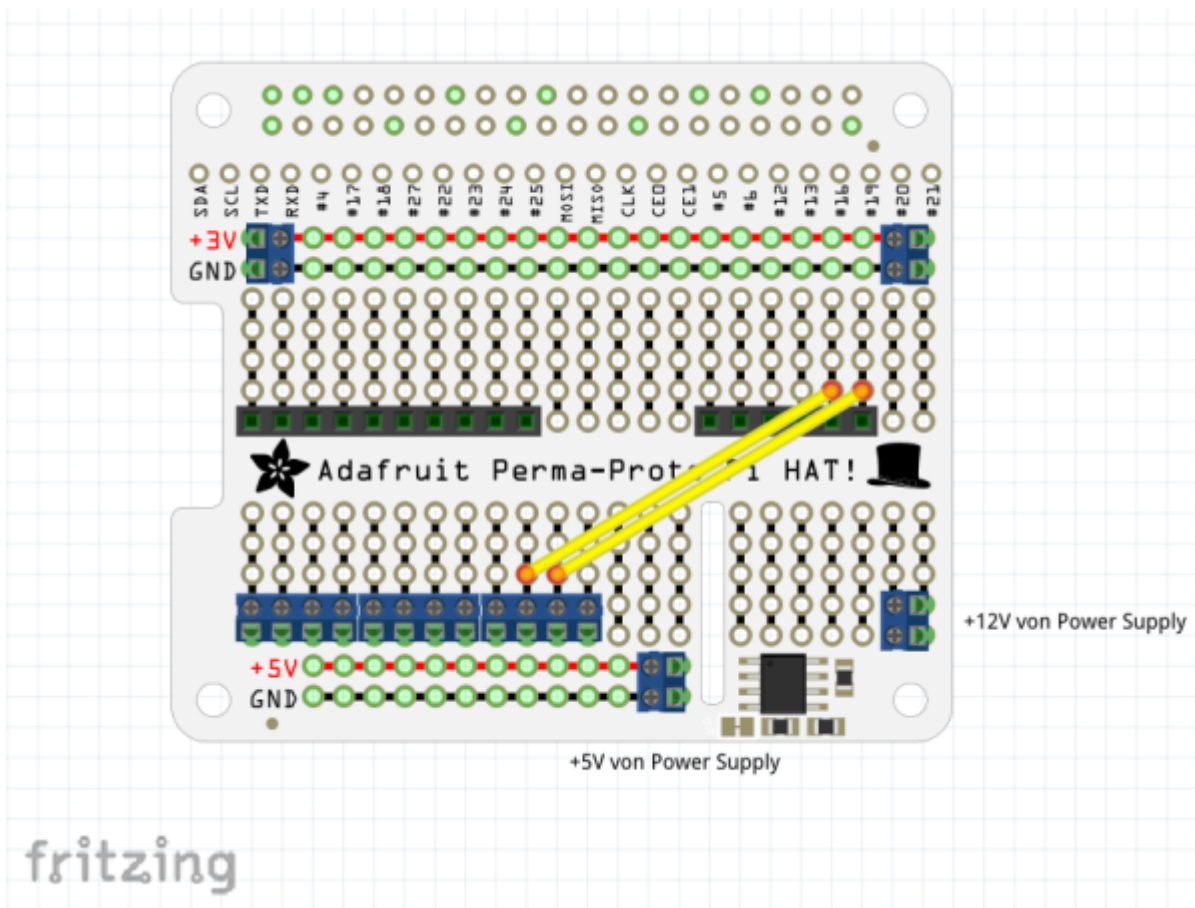 SDA SCL TXD RXD #4 #17 #18 #27 #22 #23 #24 #25 MOSI MISO CLK CE0 CE1 #5 #6 #12 #13 #16 #19 #20 #21
+3V
GND
Adafruit Perma-Proto Pi HAT!
+12V von Power Supply
+5V
GND
+5V von Power Supply
fritzing